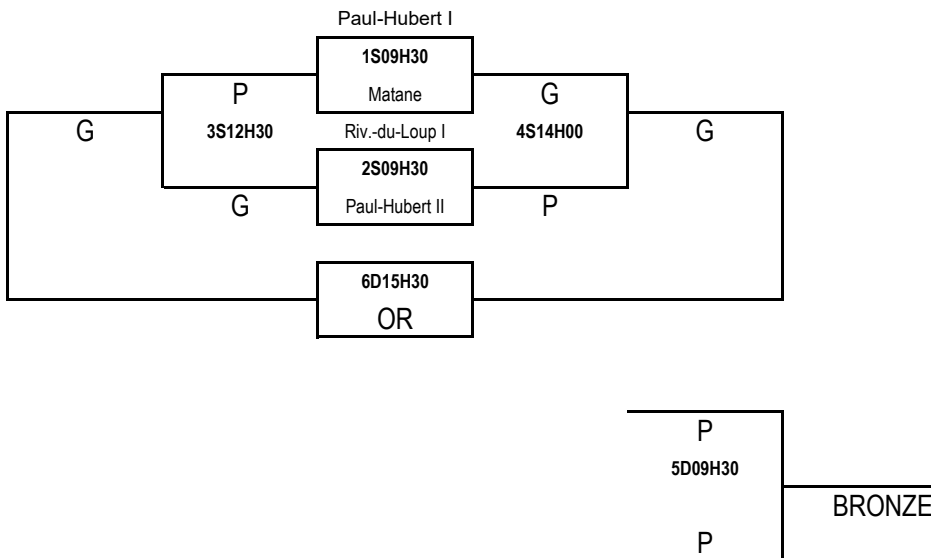 Paul-Hubert I
1S09H30
P
Matane
G
G
3S12H30
Riv.-du-Loup I
4S14H00
G
2S09H30
G
Paul-Hubert II
P
6D15H30
OR
P
5D09H30
BRONZE
P